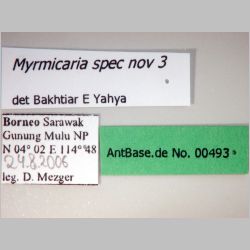 Myrmicaria spec nov 3
det Bakhtiar E Yahya
Borneo Sarawak
Gunung Mulu NP
N 04° 02 E 114° 48
24.8.2006
leg. D. Mezger
AntBase.de No. 00493